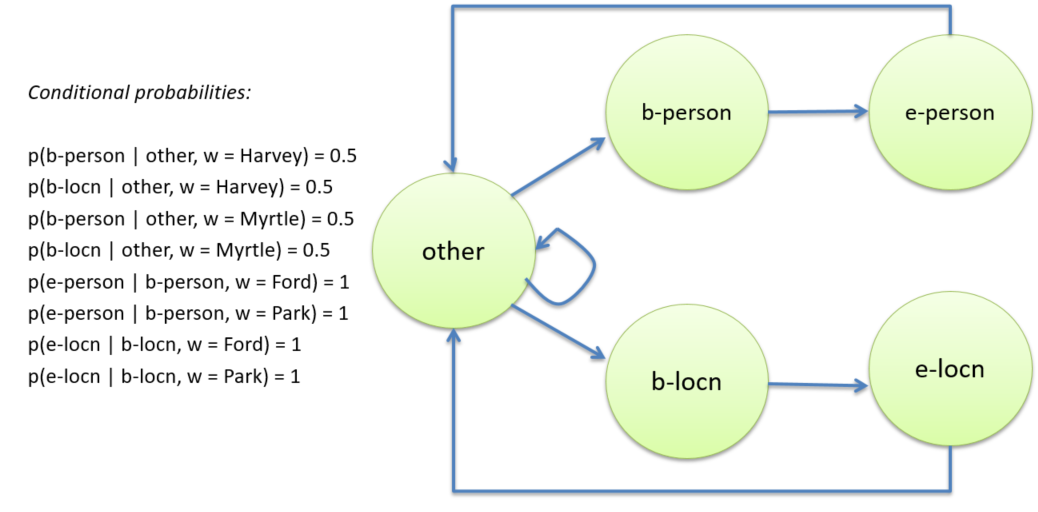 Conditional probabilities:
p(b-person | other, w = Harvey) = 0.5
p(b-locn | other, w = Harvey) = 0.5
p(b-person | other, w = Myrtle) = 0.5
p(b-locn | other, w = Myrtle) = 0.5
p(e-person | b-person, w = Ford) = 1
p(e-person | b-person, w = Park) = 1
p(e-locn | b-locn, w = Ford) = 1
p(e-locn | b-locn, w = Park) = 1
b-person
e-person
other
b-locn
e-locn